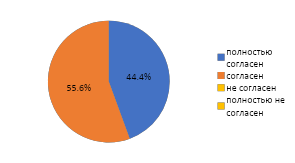 44.4%
55.6%
полностью
согласен
согласен
не согласен
полностью не
согласен